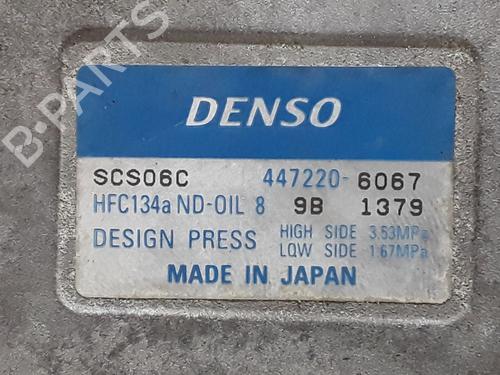 B-PARTS
DENSO
SCS06C 447220-6067
HFC134a ND-OIL 8 9B 1379
DESIGN PRESS HIGH SIDE 3.53MPa
LOW SIDE 1.67MPa
MADE IN JAPAN